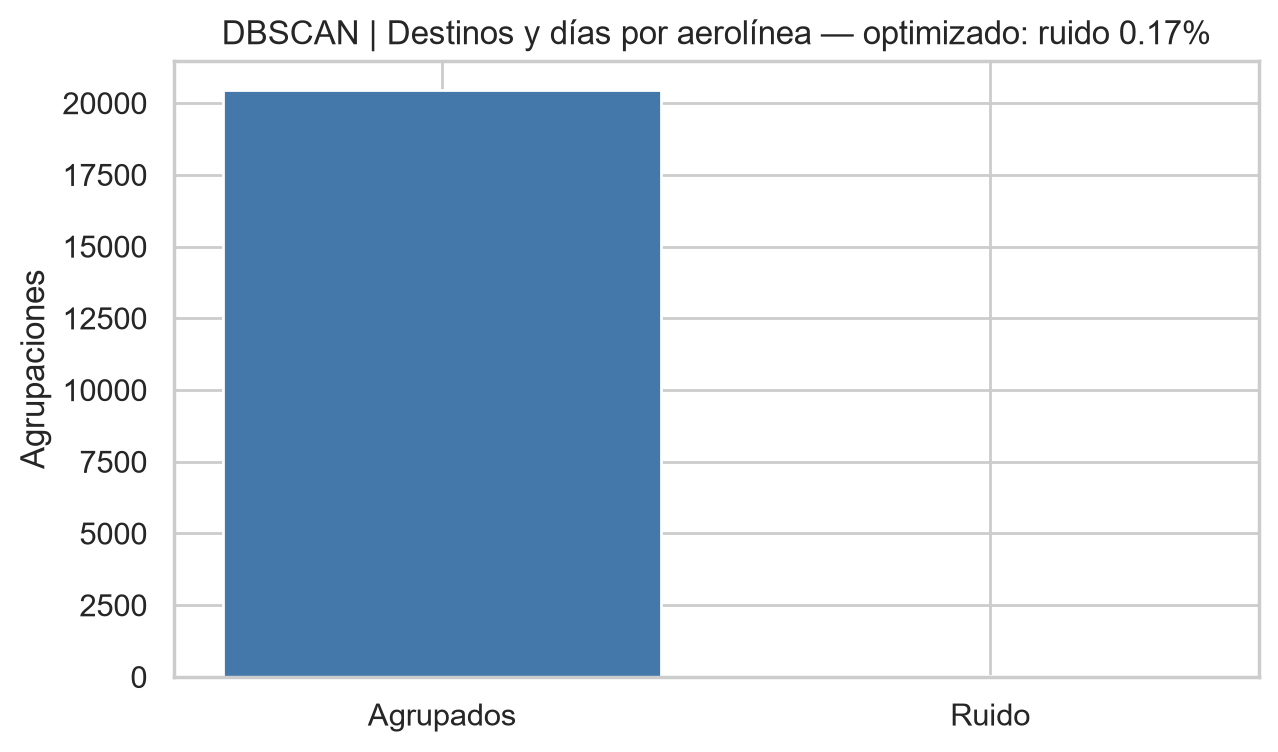 DBSCAN | Destinos y días por aerolínea — optimizado: ruido 0.17%
20000
17500
15000
12500
10000
7500
5000
2500
0
Agrupaciones
Agrupados
Ruido